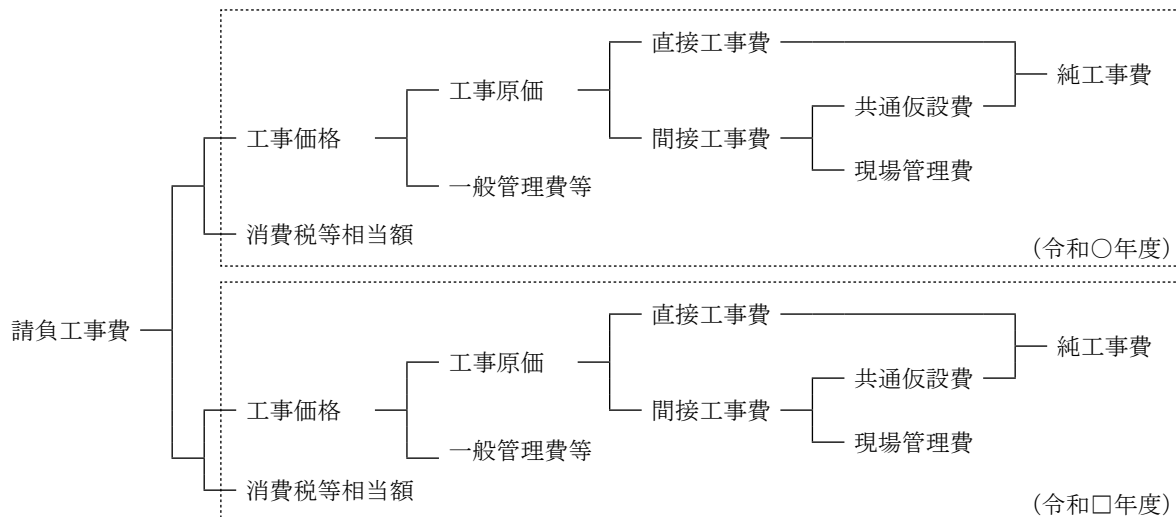 直接工事費
純工事費
工事原価
共通仮設費
工事価格
間接工事費
現場管理費
一般管理費等
消費税等相当額
(令和○年度)
請負工事費
直接工事費
純工事費
工事原価
共通仮設費
工事価格
間接工事費
現場管理費
一般管理費等
消費税等相当額
(令和□年度)